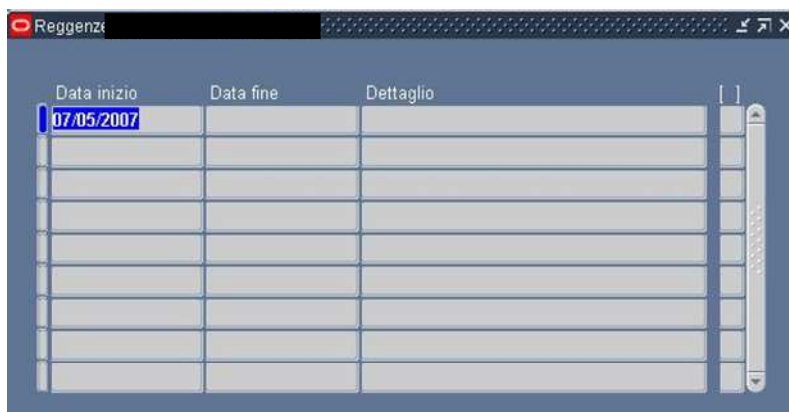 Reggenze
Data inizio Data fine Dettaglio [ ]
07/05/2007